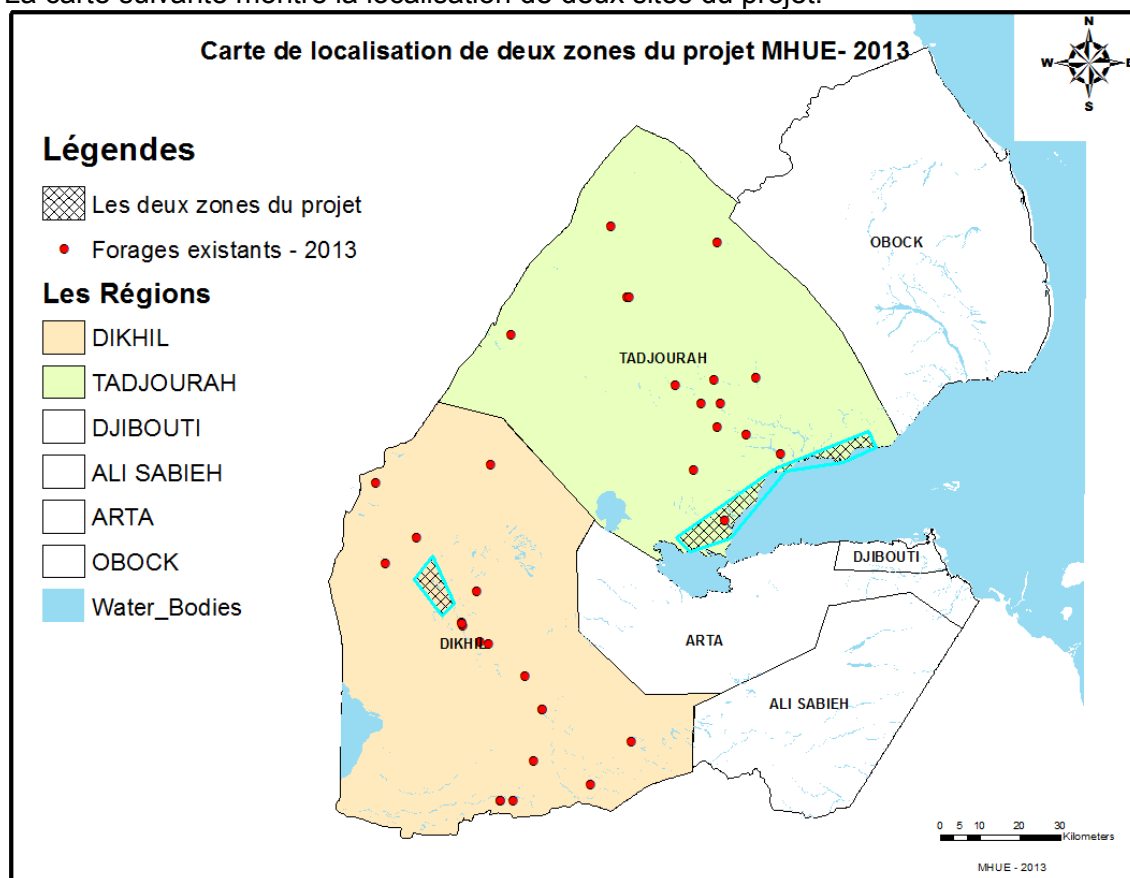 La carte suivants montre la localisation de deux sites du projet.
Carte de localisation de deux zones du projet MHUE- 2013
N
W
E
S
Légendes
Les deux zones du projet
Forages existants - 2013
Les Régions
DIKHIL
TADJOURAH
DJIBOUTI
ALI SABIEH
ARTA
OBOCK
Water_Bodies
OBOCK
TADJOURAH
DJIBOUTI
DIKHIL
ARTA
ALI SABIEH
0 5 10 20 30
Kilometers
MHUE - 2013